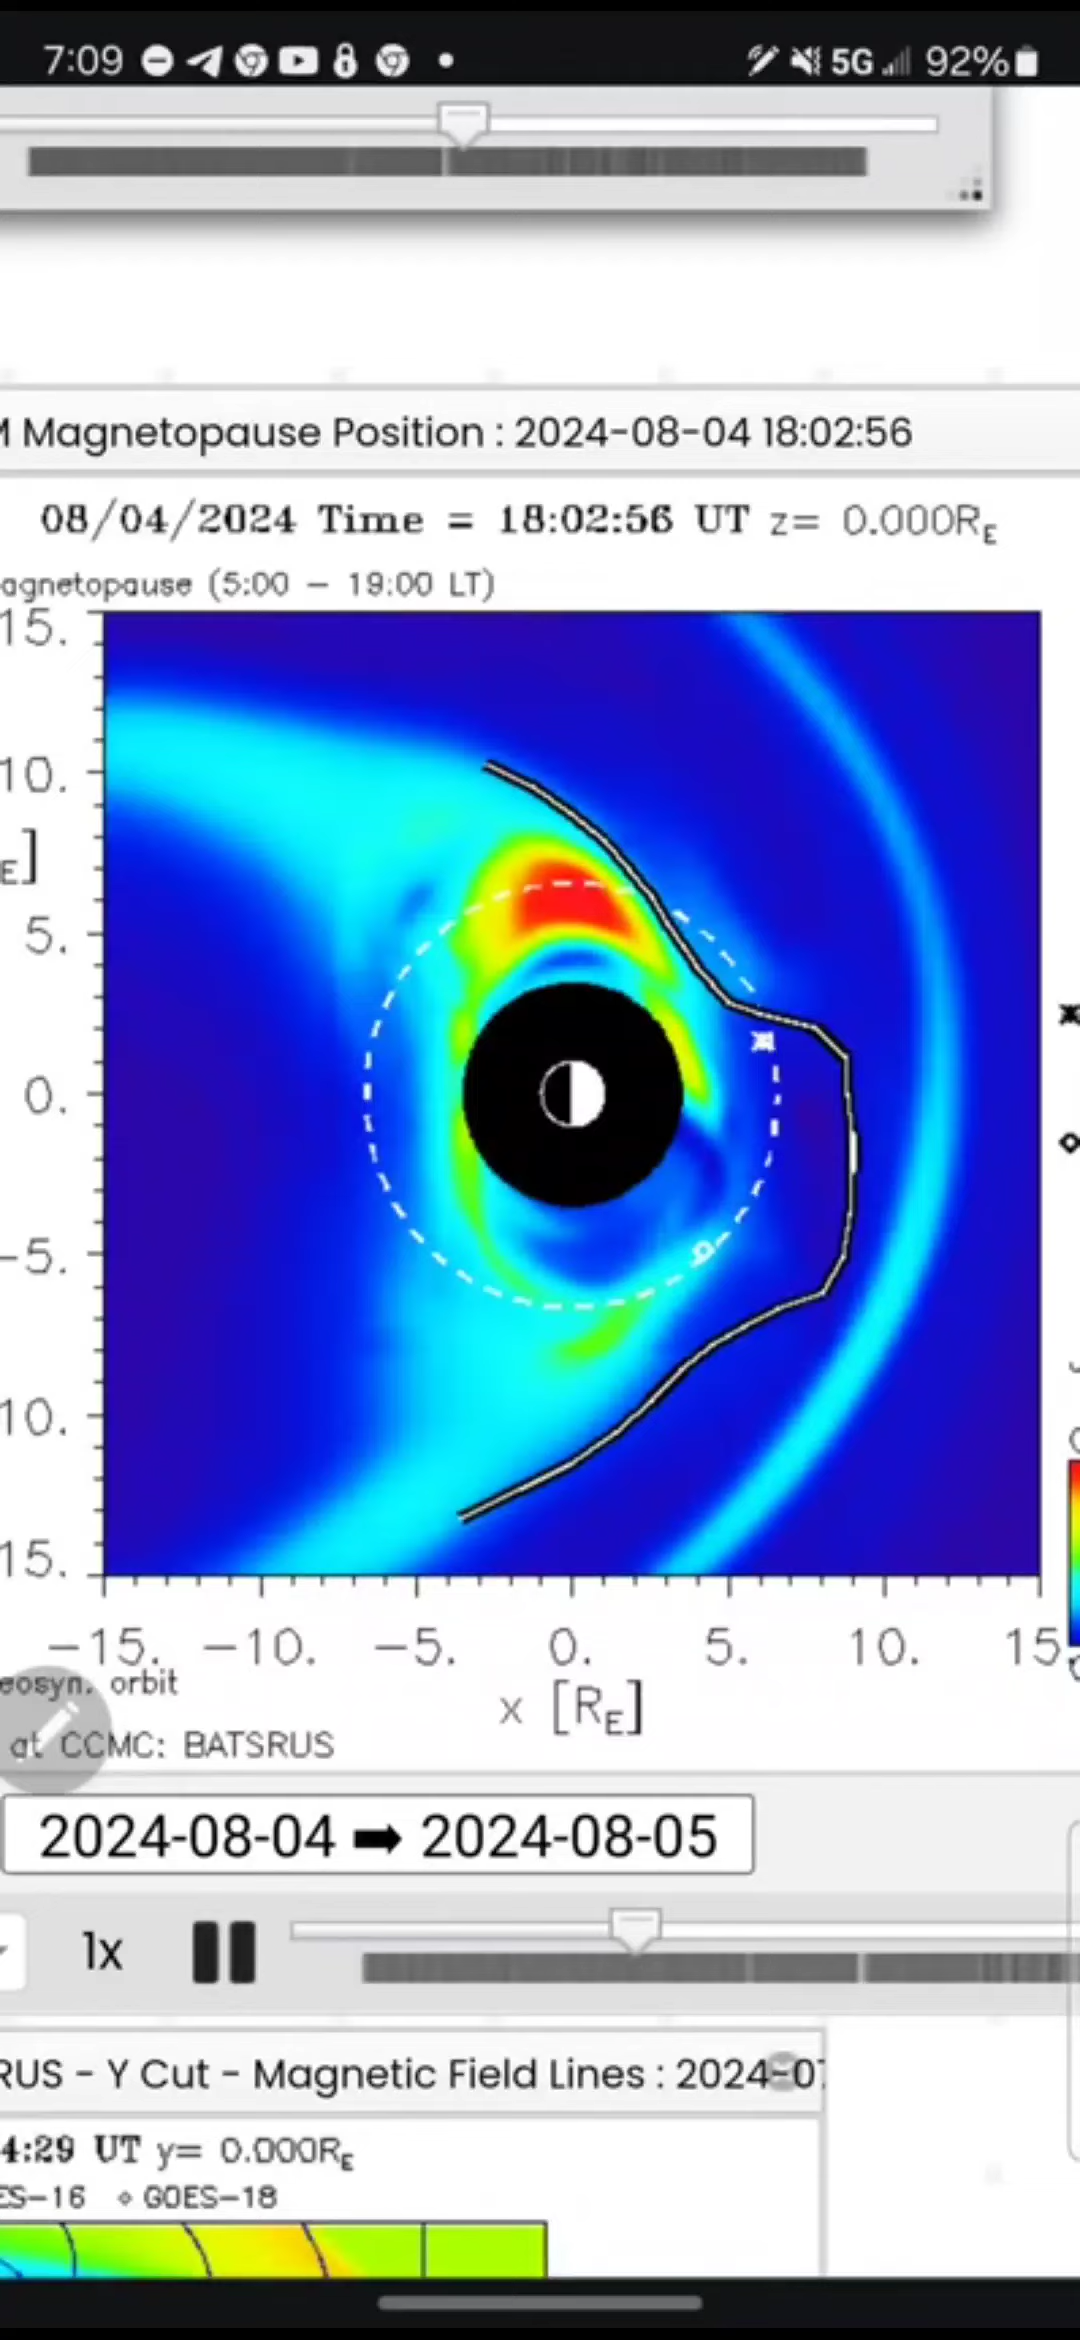 7:09 5G 92%
Magnetopause Position : 2024-08-04 18:02:56
08/04/2024 Time = 18:02:56 UT z= 0.000RE
agnetopause (5:00 – 19:00 LT)
15.
10.
E]
5.
0.
-5.
10.
15.
-15. -10. -5. 0. 5. 10. 15.
eosyn. orbit
x [RE]
at CCMC: BATSRUS
2024-08-04 ➡ 2024-08-05
1x
RUS - Y Cut - Magnetic Field Lines : 2024-0
4:29 UT y= 0.000RE
ES-16 ⋄ GOES-18